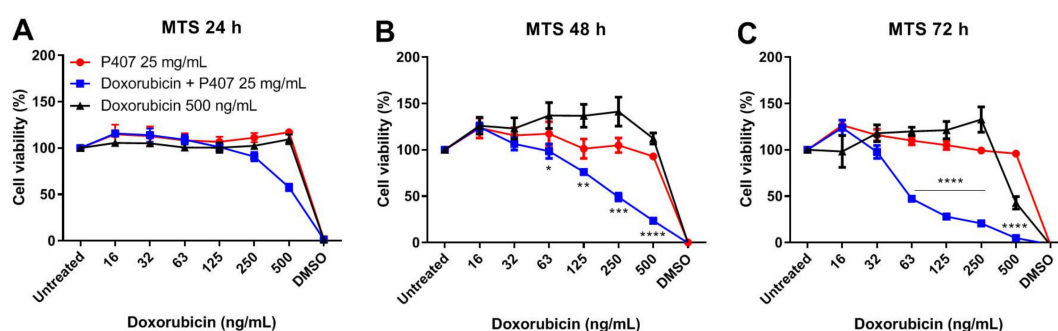 A
MTS 24 h
200
150
100
50
0
Cell viability (%)
P407 25 mg/mL
Doxorubicin + P407 25 mg/mL
Doxorubicin 500 ng/mL
Untreated
16
32
63
125
250
500
DMSO
Doxorubicin (ng/mL)
B
MTS 48 h
200
150
100
50
0
Cell viability (%)
*
**
***
****
Untreated
16
32
63
125
250
500
DMSO
Doxorubicin (ng/mL)
C
MTS 72 h
200
150
100
50
0
Cell viability (%)
****
****
Untreated
16
32
63
125
250
500
DMSO
Doxorubicin (ng/mL)